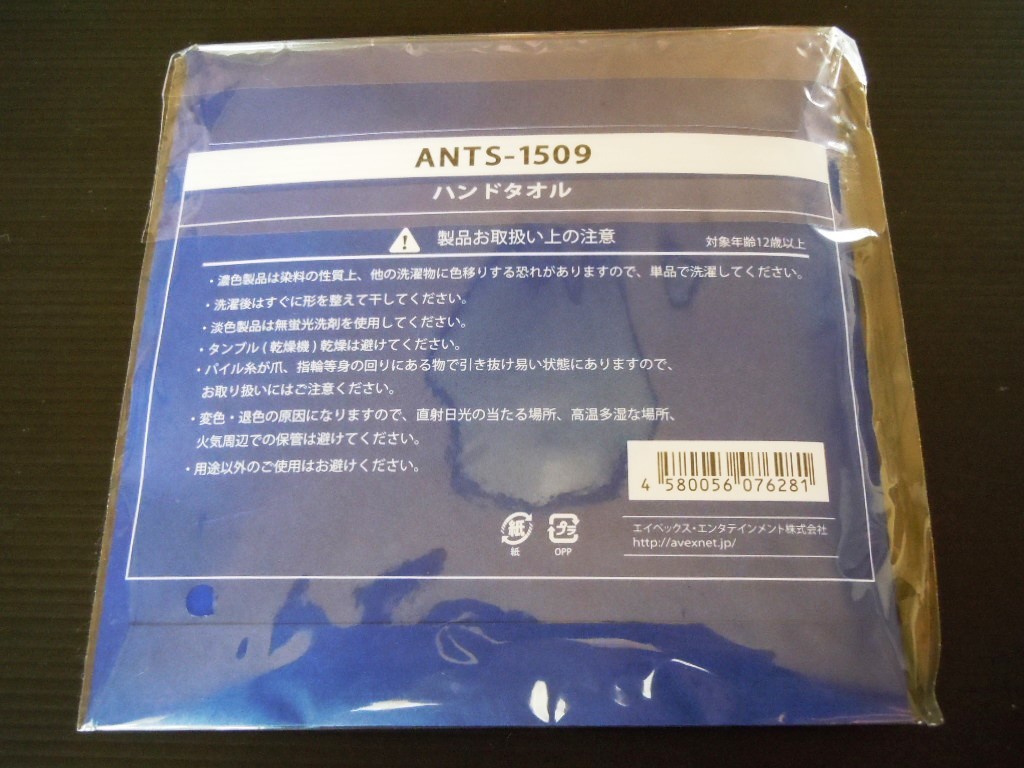 ANTS-1509
ハンドタオル
製品お取扱い上の注意
対象年齢12歳以上
・濃色製品は染料の性質上、他の洗濯物に色移りする恐れがありますので、単品で洗濯してください。
・洗濯後はすぐに形を整えて干してください。
・淡色製品は無蛍光洗剤を使用してください。
・タンブル(乾燥機)乾燥は避けてください。
・パイル糸が爪、指輪等身の回りにある物で引き抜け易い状態にありますので、
お取り扱いにはご注意ください。
・変色・退色の原因になりますので、直射日光の当たる場所、高温多湿な場所、
火気周辺での保管は避けてください。
・用途以外のご使用はお避けください。
4 580056 076281
紙 プラ
紙 OPP
エイベックス・エンタテインメント株式会社
http://avexnet.jp/